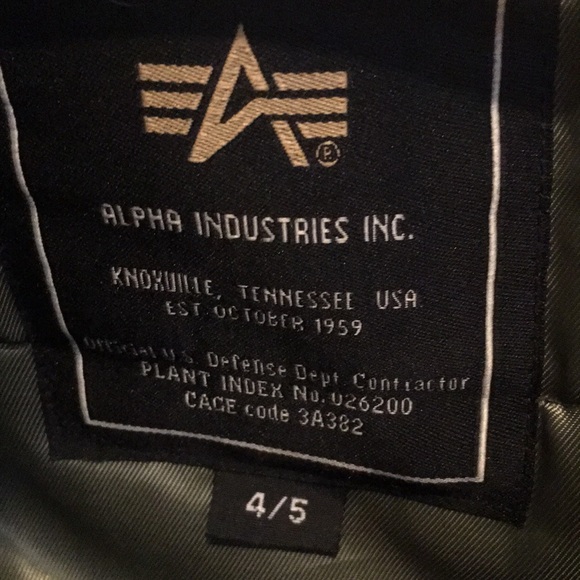 ALPHA INDUSTRIES INC.
KNOXVILLE, TENNESSEE USA
EST. OCTOBER 1959
Official U.S. Defense Dept. Contractor
PLANT INDEX No. 026200
CAGE code 3A382
4/5